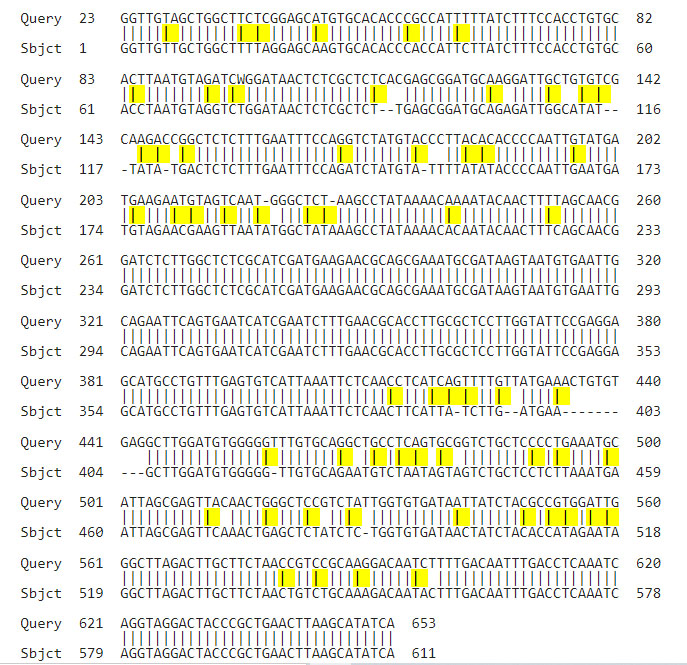 Query 23 GGTTGTAGCTGGCTTCTCGGAGCATGTGCACACCCGCCATTTTTATCTTTCCACCTGTGC 82
Sbjct 1 GGTTGTTGCTGGCTTTTAGGAGCAAGTGCACACCCACCATTCTTATCTTTCCACCTGTGC 60
Query 83 ACTTAATGTAGATCWGGATAACTCTCGCTCTCACGAGCGGATGCAAGGATTGCTGTGTCG 142
Sbjct 61 ACCTAATGTAGGTCTGGATAACTCTCGCTCT--TGAGCGGATGCAGAGATTGGCATAT-- 116
Query 143 CAAGACCGGCTCTCTTTGAATTTCCAGGTCTATGTACCCTTACACACCCCAATTGTATGA 202
Sbjct 117 -TATA-TGACTCTCTTTGAATTTCCAGATCTATGTA-TTTTATATACCCCAATTGAATGA 173
Query 203 TGAAGAATGTAGTCAAT-GGGCTCT-AAGCCTATAAAACAAAATACAACTTTTAGCAACG 260
Sbjct 174 TGTAGAACGAAGTTAATATGGCTATAAAGCCTATAAAACACAATACAACTTTCAGCAACG 233
Query 261 GATCTCTTGGCTCTCGCATCGATGAAGAACGCAGCGAAATGCGATAAGTAATGTGAATTG 320
Sbjct 234 GATCTCTTGGCTCTCGCATCGATGAAGAACGCAGCGAAATGCGATAAGTAATGTGAATTG 293
Query 321 CAGAATTCAGTGAATCATCGAATCTTTGAACGCACCTTGCGCTCCTTGGTATTCCGAGGA 380
Sbjct 294 CAGAATTCAGTGAATCATCGAATCTTTGAACGCACCTTGCGCTCCTTGGTATTCCGAGGA 353
Query 381 GCATGCCTGTTTGAGTGTCATTAAATTCTCAACCTCATCAGTTTTGTTATGAAACTGTGT 440
Sbjct 354 GCATGCCTGTTTGAGTGTCATTAAATTCTCAACTTCATTA-TCTTG--ATGAA------- 403
Query 441 GAGGCTTGGATGTGGGGGTTTGTGCAGGCTGCCTCAGTGCGGTCTGCTCCCCTGAAATGC 500
Sbjct 404 ---GCTTGGATGTGGGGG-TTGTGCAGAATGTCTAATAGTAGTCTGCTCCTCTTAAATGA 459
Query 501 ATTAGCGAGTTACAACTGGGCTCCGTCTATTGGTGTGATAATTATCTACGCCGTGGATTG 560
Sbjct 460 ATTAGCGAGTTCAAACTGAGCTCTATCTC-TGGTGTGATAACTATCTACACCATAGAATA 518
Query 561 GGCTTAGACTTGCTTCTAACCGTCCGCAAGGACAATCTTTTGACAATTTGACCTCAAATC 620
Sbjct 519 GGCTTAGACTTGCTTCTAACTGTCTGCAAAGACAATACTTTGACAATTTGACCTCAAATC 578
Query 621 AGGTAGGACTACCCGCTGAACTTAAGCATATCA 653
Sbjct 579 AGGTAGGACTACCCGCTGAACTTAAGCATATCA 611